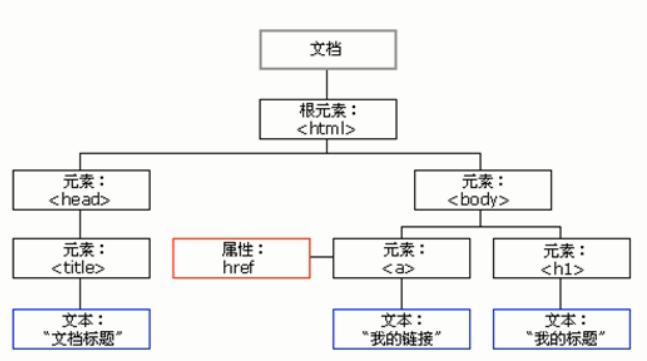 文档
根元素：
<html>
元素：
<head>
元素：
<body>
元素：
<title>
属性：
href
元素：
<a>
元素：
<h1>
文本：
“文档标题”
文本：
“我的链接”
文本：
“我的标题”